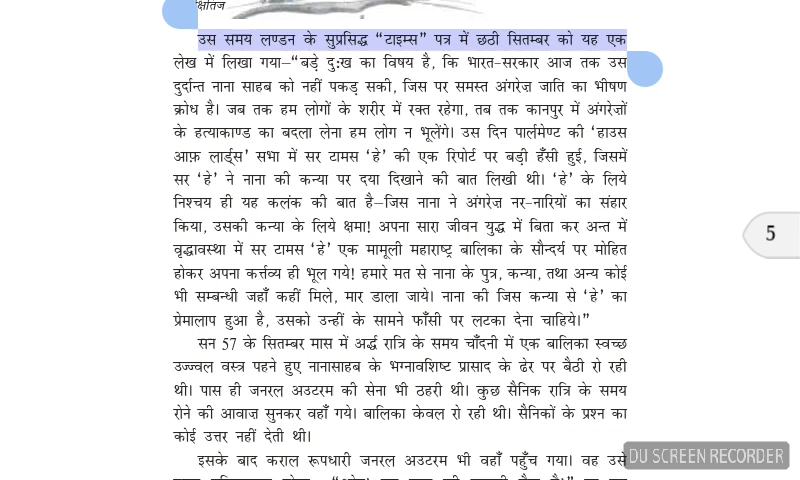 क्षितिज
उस समय लण्डन के सुप्रसिद्ध “टाइम्स” पत्र में छठी सितम्बर को यह एक
लेख में लिखा गया–“बड़े दुःख का विषय है, कि भारत-सरकार आज तक उस
दुर्दान्त नाना साहब को नहीं पकड़ सकी, जिस पर समस्त अंगरेज़ जाति का भीषण
क्रोध है। जब तक हम लोगों के शरीर में रक्त रहेगा, तब तक कानपुर में अंगरेज़ों
के हत्याकाण्ड का बदला लेना हम लोग न भूलेंगे। उस दिन पार्लमेण्ट की ‘हाउस
आफ़ लार्ड्स’ सभा में सर टामस ‘हे’ की एक रिपोर्ट पर बड़ी हँसी हुई, जिसमें
सर ‘हे’ ने नाना की कन्या पर दया दिखाने की बात लिखी थी। ‘हे’ के लिये
निश्चय ही यह कलंक की बात है–जिस नाना ने अंगरेज़ नर-नारियों का संहार
किया, उसकी कन्या के लिये क्षमा! अपना सारा जीवन युद्ध में बिता कर अन्त में
वृद्धावस्था में सर टामस ‘हे’ एक मामूली महाराष्ट्र बालिका के सौन्दर्य पर मोहित
होकर अपना कर्त्तव्य ही भूल गये! हमारे मत से नाना के पुत्र, कन्या, तथा अन्य कोई
भी सम्बन्धी जहाँ कहीं मिले, मार डाला जाये। नाना की जिस कन्या से ‘हे’ का
प्रेमालाप हुआ है, उसको उन्हीं के सामने फाँसी पर लटका देना चाहिये।”
सन 57 के सितम्बर मास में अर्द्ध रात्रि के समय चाँदनी में एक बालिका स्वच्छ
उज्ज्वल वस्त्र पहने हुए नानासाहब के भग्नावशिष्ट प्रासाद के ढेर पर बैठी रो रही
थी। पास ही जनरल अउटरम की सेना भी ठहरी थी। कुछ सैनिक रात्रि के समय
रोने की आवाज़ सुनकर वहाँ गये। बालिका केवल रो रही थी। सैनिकों के प्रश्न का
कोई उत्तर नहीं देती थी।
इसके बाद कराल रूपधारी जनरल अउटरम भी वहाँ पहुँच गया। वह उसे
5
DU SCREEN RECORDER